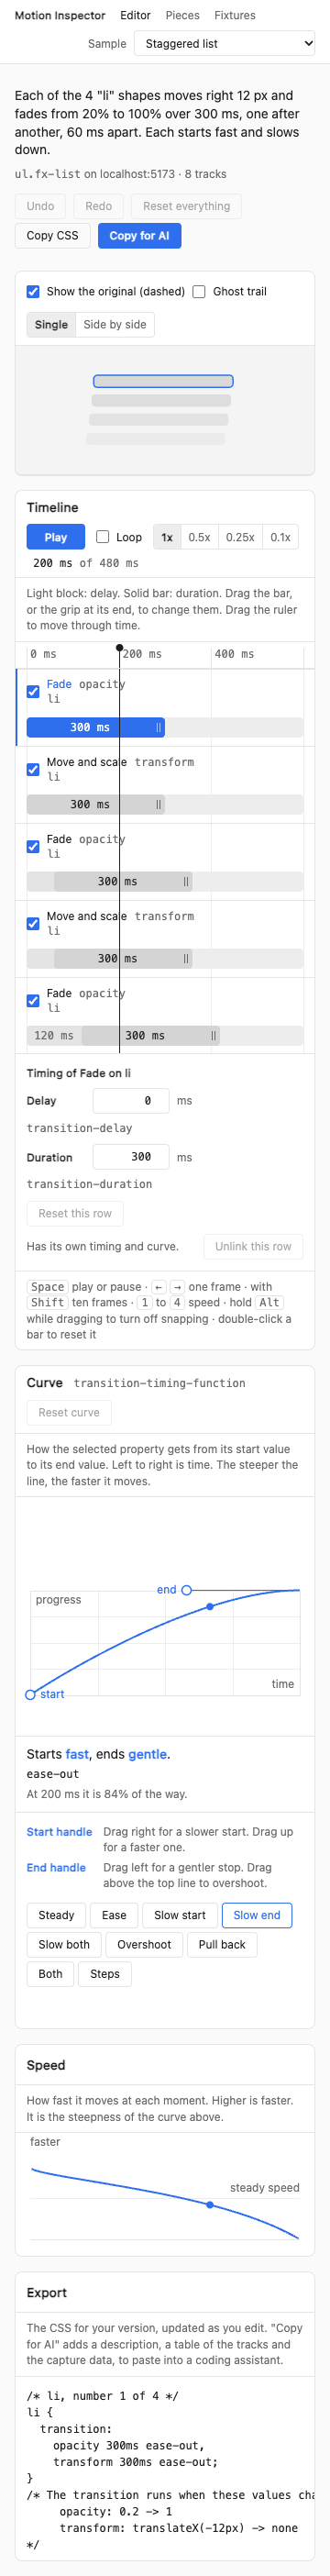 Motion Inspector Editor Pieces Fixtures
Sample Staggered list
Each of the 4 "li" shapes moves right 12 px and
fades from 20% to 100% over 300 ms, one after
another, 60 ms apart. Each starts fast and slows
down.
ul.fx-list on localhost:5173 · 8 tracks
Undo Redo Reset everything
Copy CSS Copy for AI
Show the original (dashed) Ghost trail
Single Side by side
Timeline
Play Loop 1x 0.5x 0.25x 0.1x
200 ms of 480 ms
Light block: delay. Solid bar: duration. Drag the bar,
or the grip at its end, to change them. Drag the ruler
to move through time.
0 ms 200 ms 400 ms
Fade opacity
li
300 ms
Move and scale transform
li
300 ms
Fade opacity
li
300 ms
Move and scale transform
li
300 ms
Fade opacity
li
120 ms 300 ms
Timing of Fade on li
Delay 0 ms
transition-delay
Duration 300 ms
transition-duration
Reset this row
Has its own timing and curve. Unlink this row
Space play or pause · ← → one frame · with
Shift ten frames · 1 to 4 speed · hold Alt
while dragging to turn off snapping · double-click a
bar to reset it
Curve transition-timing-function
Reset curve
How the selected property gets from its start value
to its end value. Left to right is time. The steeper the
line, the faster it moves.
end
progress
time
start
Starts fast, ends gentle.
ease-out
At 200 ms it is 84% of the way.
Start handle Drag right for a slower start. Drag up
for a faster one.
End handle Drag left for a gentler stop. Drag
above the top line to overshoot.
Steady Ease Slow start Slow end
Slow both Overshoot Pull back
Both Steps
Speed
How fast it moves at each moment. Higher is faster.
It is the steepness of the curve above.
faster
steady speed
Export
The CSS for your version, updated as you edit. "Copy
for AI" adds a description, a table of the tracks and
the capture data, to paste into a coding assistant.
/* li, number 1 of 4 */
li {
transition:
opacity 300ms ease-out,
transform 300ms ease-out;
}
/* The transition runs when these values cha
opacity: 0.2 -> 1
transform: translateX(-12px) -> none
*/